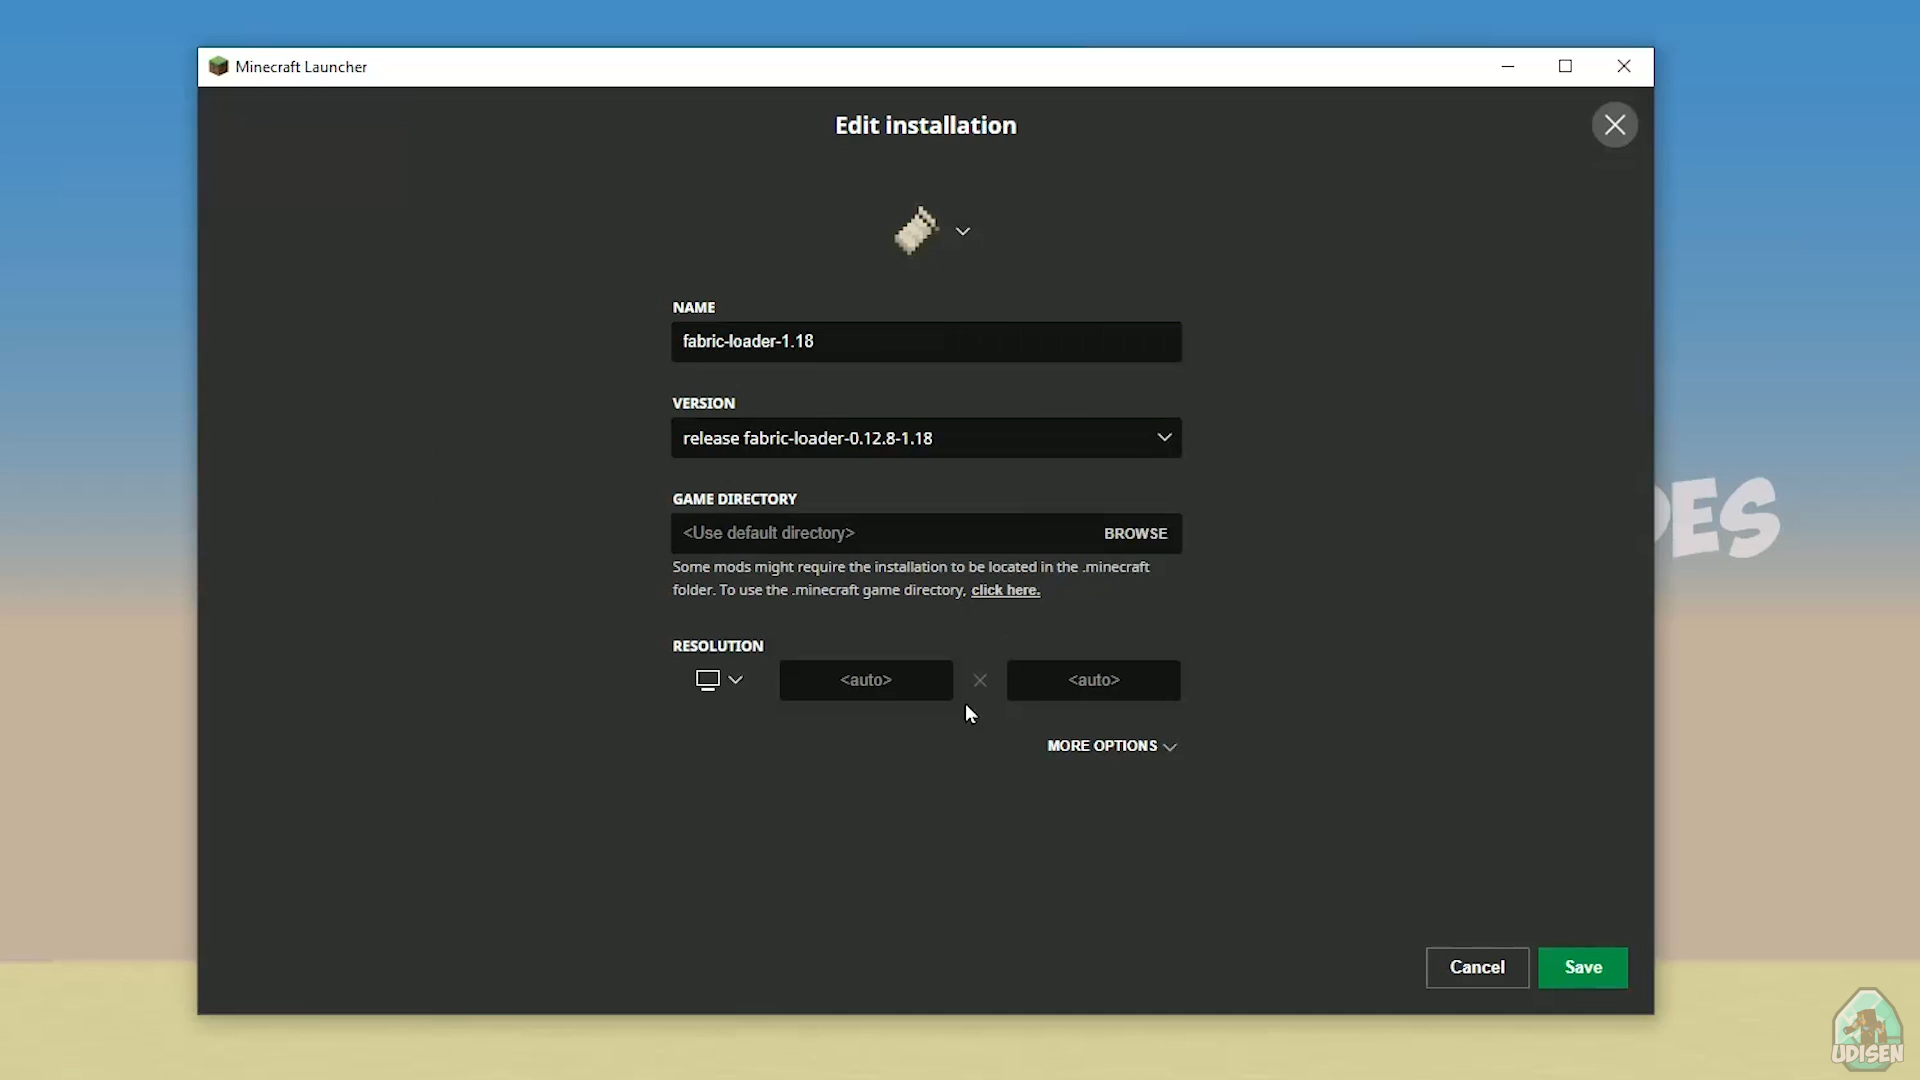 Minecraft Launcher
Edit installation
NAME
fabric-loader-1.18
VERSION
release fabric-loader-0.12.8-1.18
GAME DIRECTORY
<Use default directory>
BROWSE
Some mods might require the installation to be located in the .minecraft
folder. To use the .minecraft game directory, click here.
RESOLUTION
<auto>
<auto>
MORE OPTIONS
Cancel
Save
UDISEN